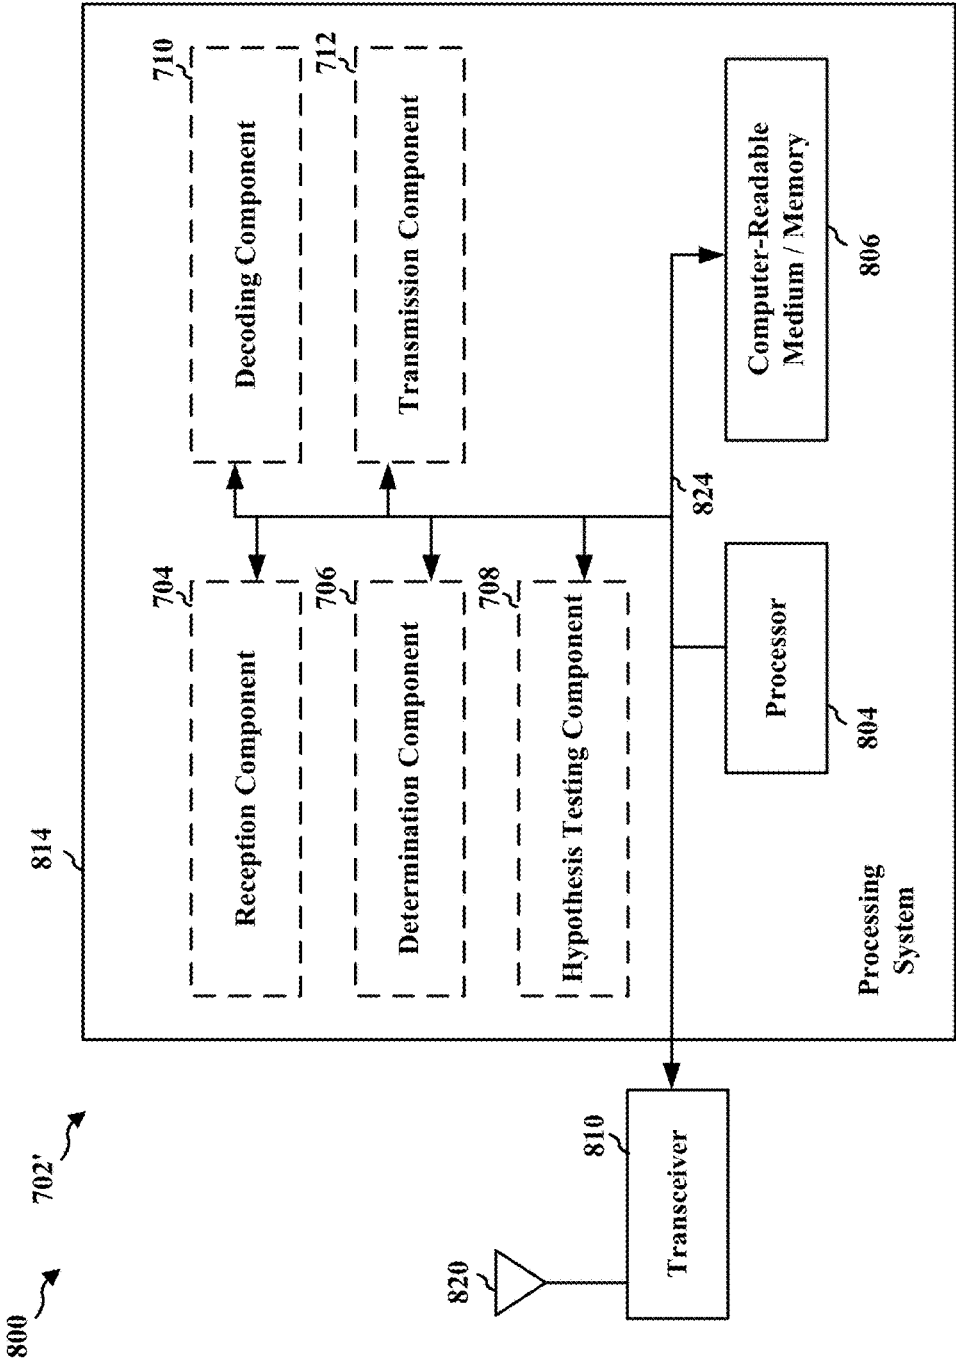 800
702'
814
704
Reception Component
710
Decoding Component
706
Determination Component
712
Transmission Component
708
Hypothesis Testing Component
820
810
Transceiver
824
Processor
804
Computer-Readable
Medium / Memory
806
Processing
System